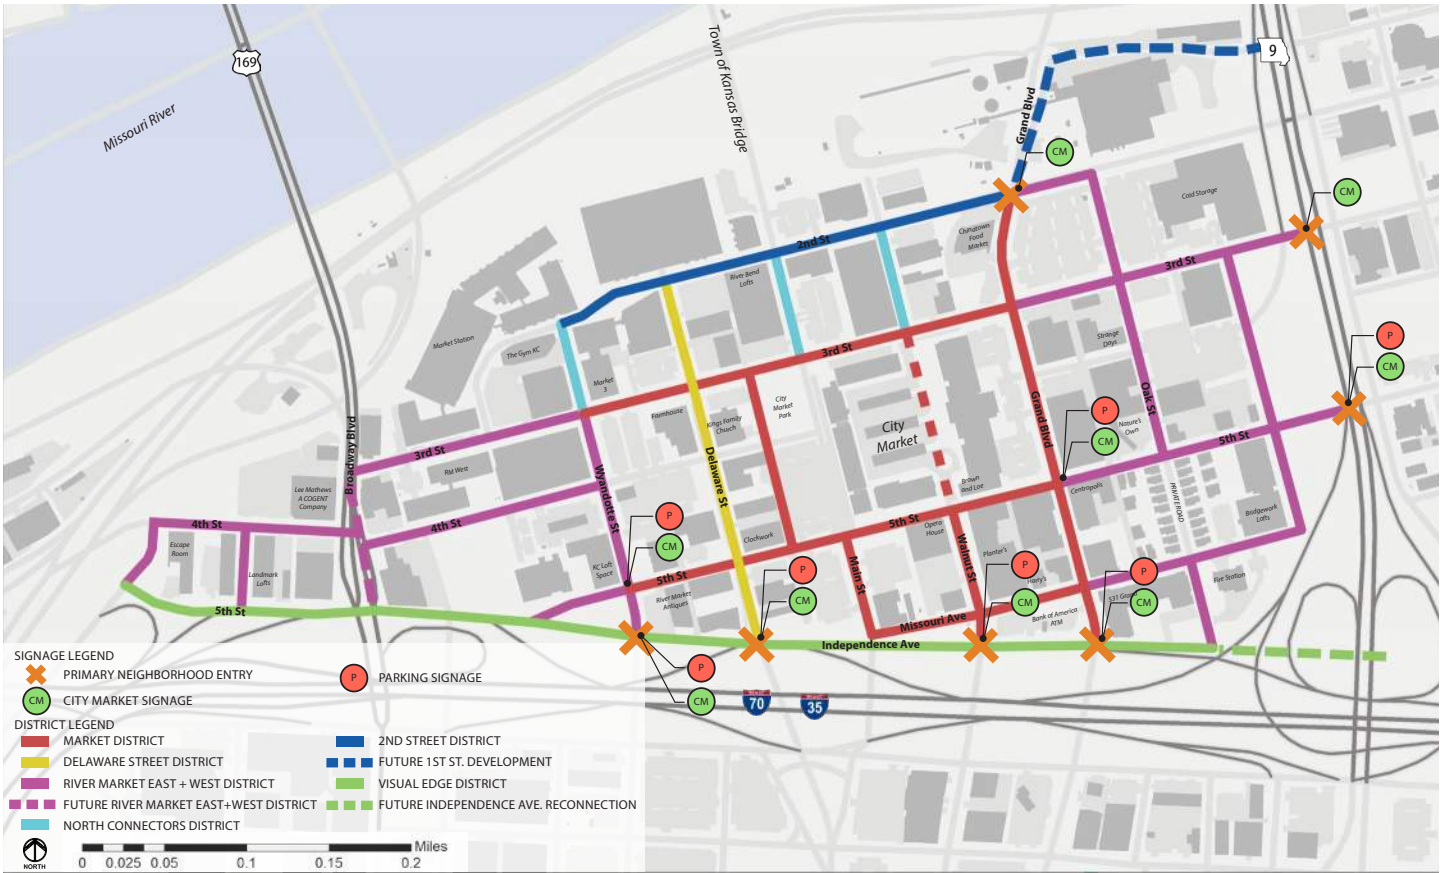 169
Missouri River
Town of Kansas Bridge
9
Grand Blvd
CM
Cold Storage
CM
Chinatown
Food
Market
2nd St
3rd St
River Bend
Lofts
Market Station
The Gym KC
Market
3
3rd St
Strange
Days
P
CM
Farmhouse
Kings Family
Church
City
Market
Park
City
Market
Grand Blvd
Oak St
P
CM
Nature's
Own
5th St
Broadway Blvd
3rd St
RM West
Wyandotte St
Delaware St
Lee Mathews
A COGENT
Company
4th St
4th St
Brown
and Loe
Centropolis
PRIVATE ROAD
Bridgework
Lofts
P
CM
Clockwork
5th St
Opera
House
Escape
Room
Landmark
Lofts
KC Loft
Space
5th St
River Market
Antiques
P
CM
Main St
Walnut St
Planter's
Harry's
P
CM
P
CM
531 Grand
Fire Station
5th St
Missouri Ave
Bank of America
ATM
Independence Ave
P
CM
70
35
SIGNAGE LEGEND
PRIMARY NEIGHBORHOOD ENTRY
P PARKING SIGNAGE
CM CITY MARKET SIGNAGE
DISTRICT LEGEND
MARKET DISTRICT
2ND STREET DISTRICT
DELAWARE STREET DISTRICT
FUTURE 1ST ST. DEVELOPMENT
RIVER MARKET EAST + WEST DISTRICT
VISUAL EDGE DISTRICT
FUTURE RIVER MARKET EAST+WEST DISTRICT
FUTURE INDEPENDENCE AVE. RECONNECTION
NORTH CONNECTORS DISTRICT
NORTH
Miles
0 0.025 0.05 0.1 0.15 0.2